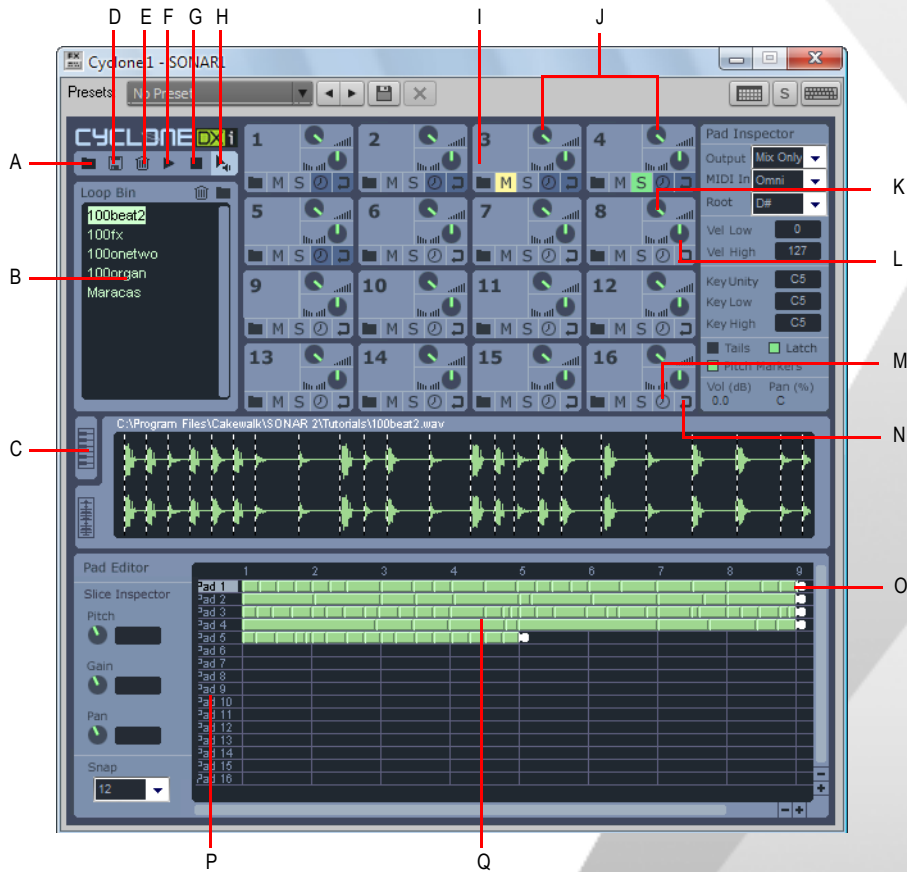 D E F G H I J
FX Cyclone1 - SONAR1
Presets: No Preset S
CYCLONE DXi
A
Loop Bin
100beat2
100fx
100onetwo
100organ
Maracas
B
1 2 3 4
M S M S M S M S
5 6 7 8
M S M S M S M S
9 10 11 12
M S M S M S M S
13 14 15 16
M S M S M S M S
Pad Inspector
Output Mix Only
MIDI In Omni
Root D#
Vel Low 0
Vel High 127
Key Unity C5
Key Low C5
Key High C5
Tails Latch
Pitch Markers
Vol (dB) Pan (%)
0.0 C
K
L
M
N
C:\Program Files\Cakewalk\SONAR 2\Tutorials\100beat2.wav
C
Pad Editor
Slice Inspector
Pitch
Gain
Pan
Snap
12
1 2 3 4 5 6 7 8 9
Pad 1
Pad 2
Pad 3
Pad 4
Pad 5
Pad 6
Pad 7
Pad 8
Pad 9
Pad 10
Pad 11
Pad 12
Pad 13
Pad 14
Pad 15
Pad 16
O
P Q